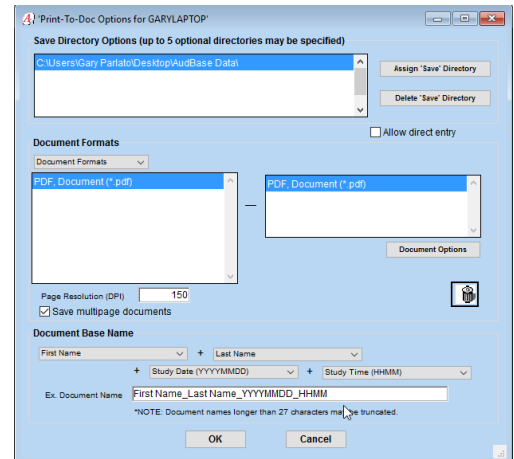 'Print-To-Doc Options for GARYLAPTOP'
Save Directory Options (up to 5 optional directories may be specified)
C:\Users\Gary Parlato\Desktop\AudBase Data\
Assign 'Save' Directory
Delete 'Save' Directory
Allow direct entry
Document Formats
Document Formats
PDF, Document (*.pdf)
PDF, Document (*.pdf)
Document Options
Page Resolution (DPI) 150
Save multipage documents
Document Base Name
First Name + Last Name
+ Study Date (YYYYMMDD) + Study Time (HHMM)
Ex. Document Name First Name_Last Name_YYYYMMDD_HHMM
*NOTE: Document names longer than 27 characters may be truncated.
OK Cancel